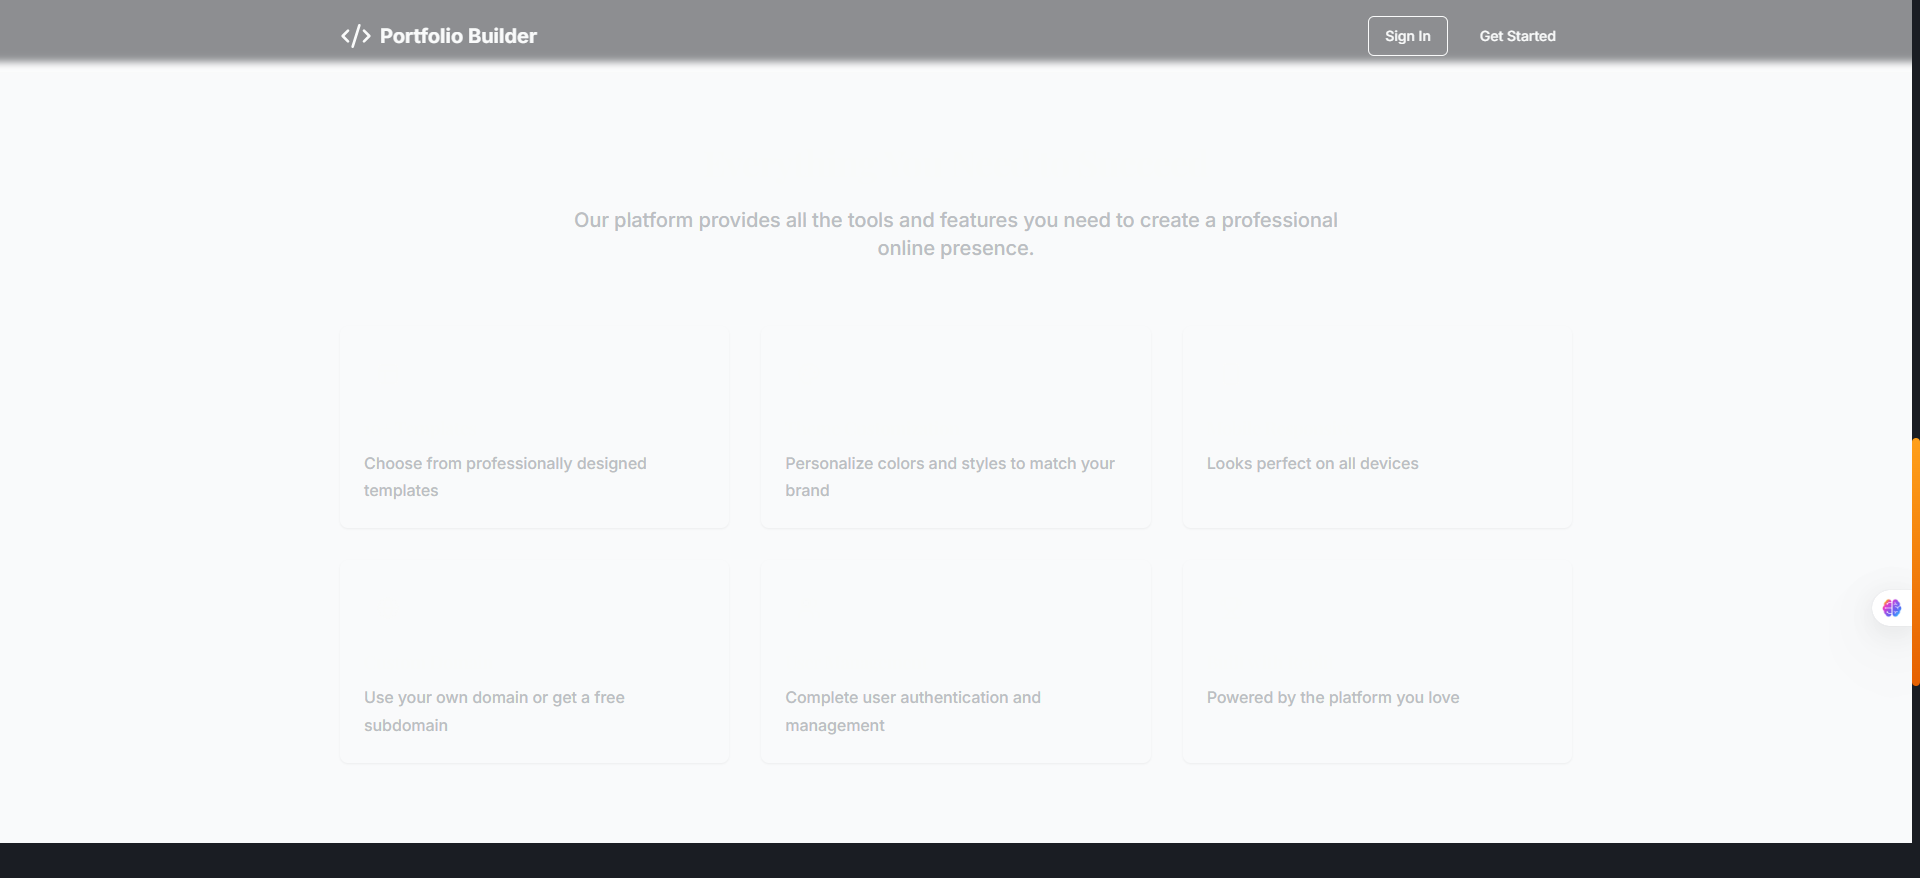 </> Portfolio Builder
Sign In
Get Started
Our platform provides all the tools and features you need to create a professional
online presence.
Choose from professionally designed
templates
Personalize colors and styles to match your
brand
Looks perfect on all devices
Use your own domain or get a free
subdomain
Complete user authentication and
management
Powered by the platform you love